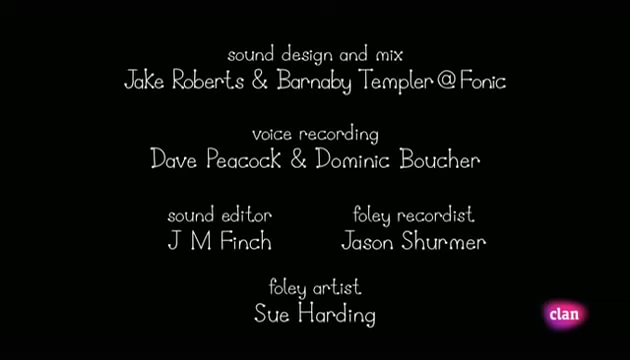 sound design and mix
Jake Roberts & Barnaby Templer@Fonic
voice recording
Dave Peacock & Dominic Boucher
sound editor
J M Finch
foley recordist
Jason Shurmer
foley artist
Sue Harding
clan